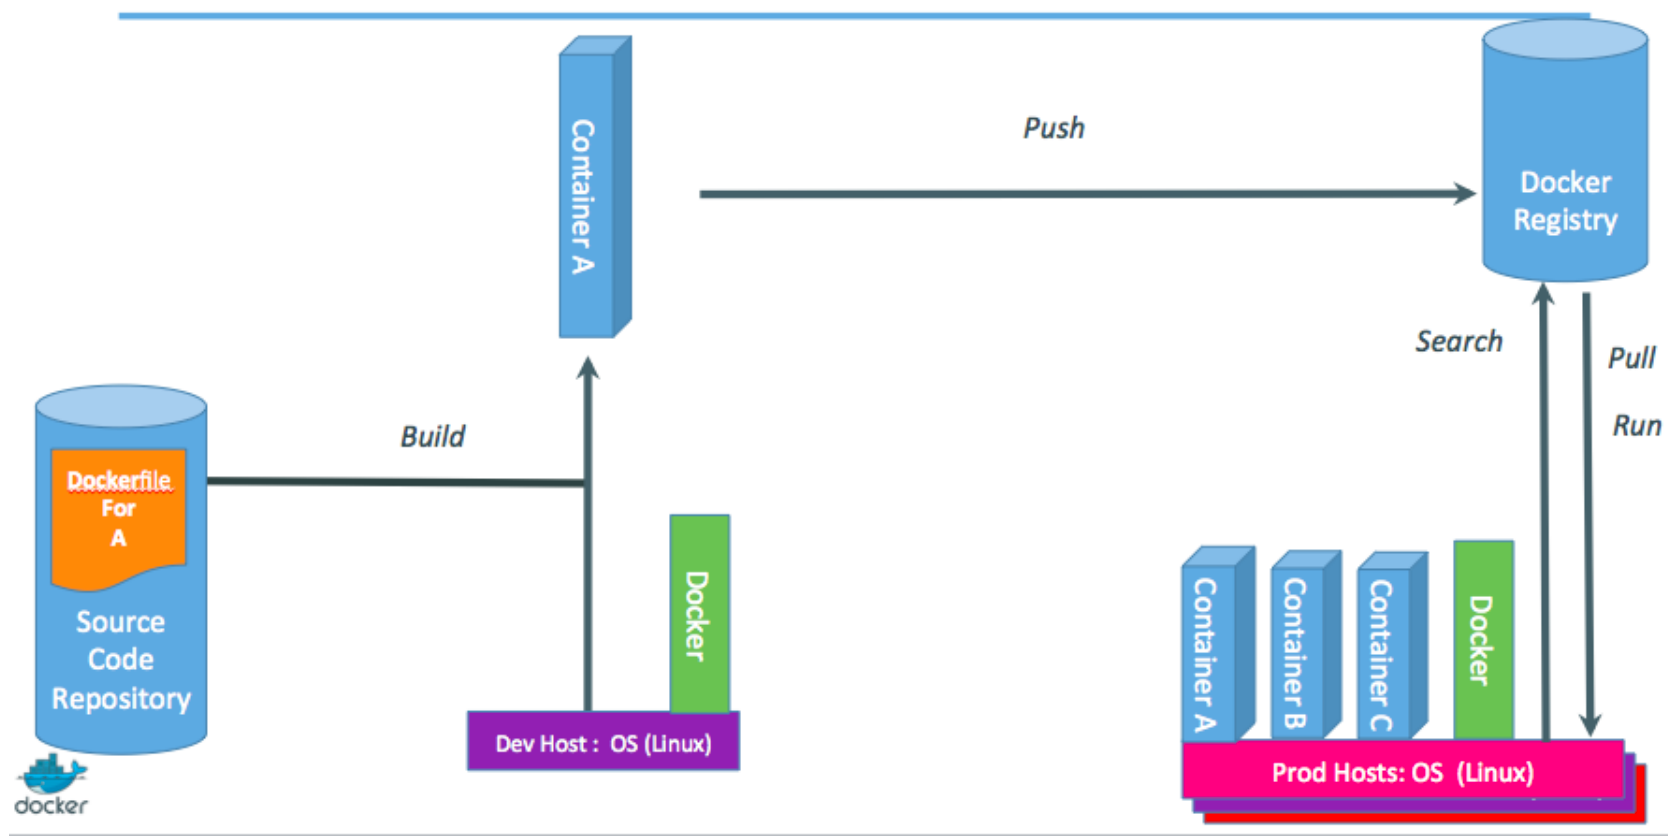 Container A
Push
Docker
Registry
Search
Pull
Run
Build
Dockerfile
For
A
Source
Code
Repository
Docker
Dev Host : OS (Linux)
Container A
Container B
Container C
Docker
Prod Hosts: OS (Linux)
docker